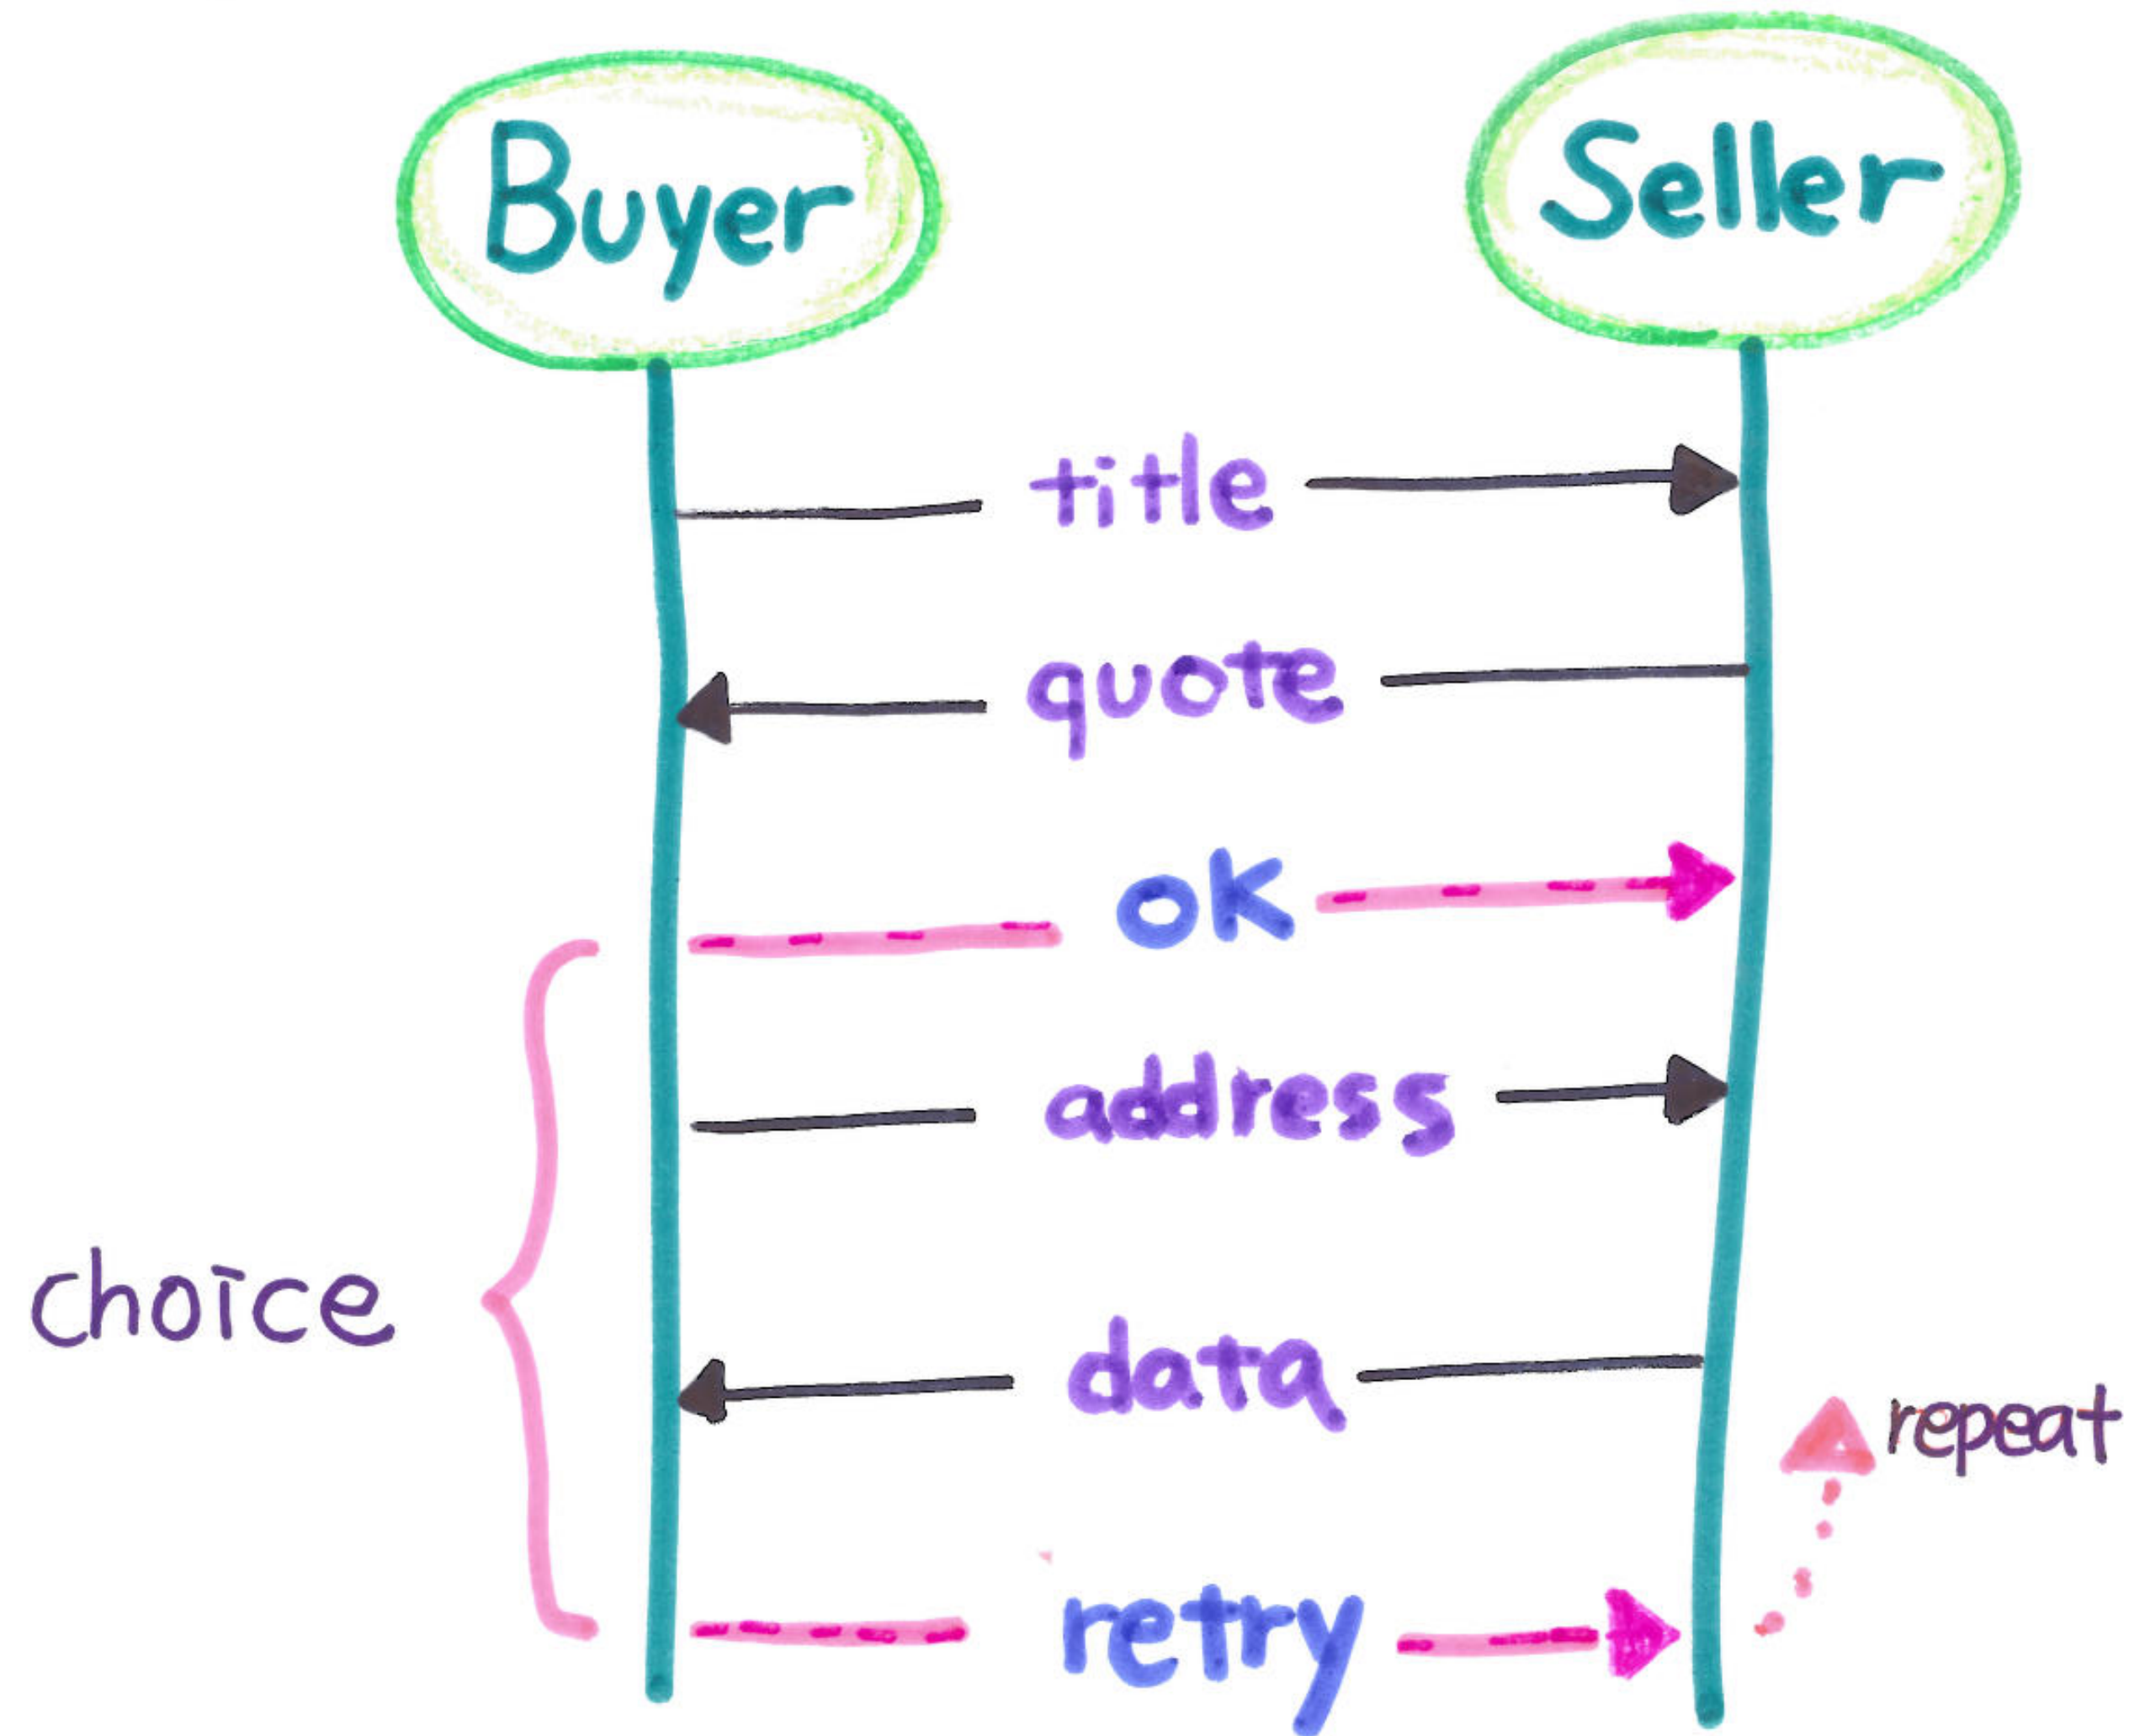 Buyer
Seller
title
quote
ok
address
choice
data
repeat
retry